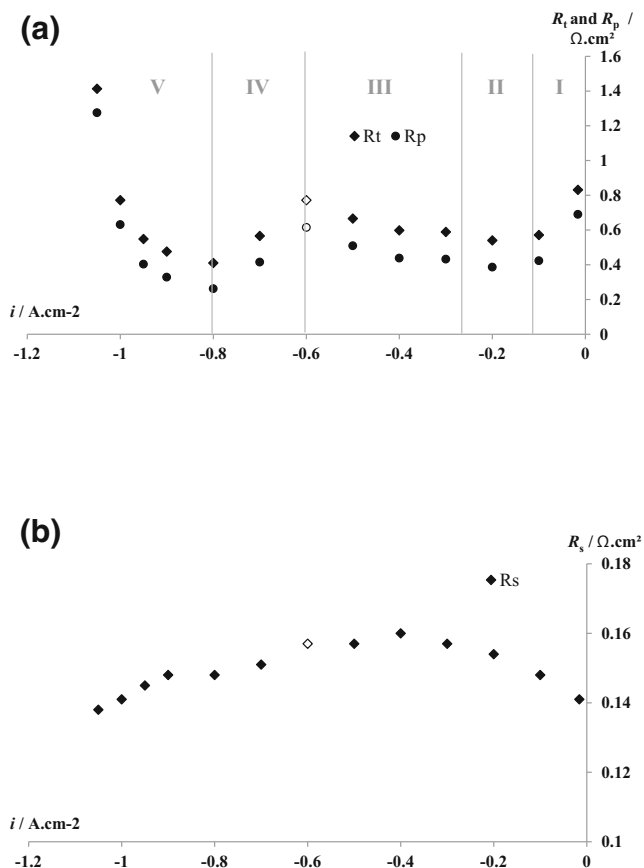 (a)
Rt and Rp /
Ω.cm²
V IV III II I
1.6
1.4
1.2
1
0.8
0.6
0.4
0.2
0
Rt Rp
i / A.cm-2
-1.2 -1 -0.8 -0.6 -0.4 -0.2 0
(b)
Rs / Ω.cm²
0.18
0.16
0.14
0.12
0.1
Rs
i / A.cm-2
-1.2 -1 -0.8 -0.6 -0.4 -0.2 0